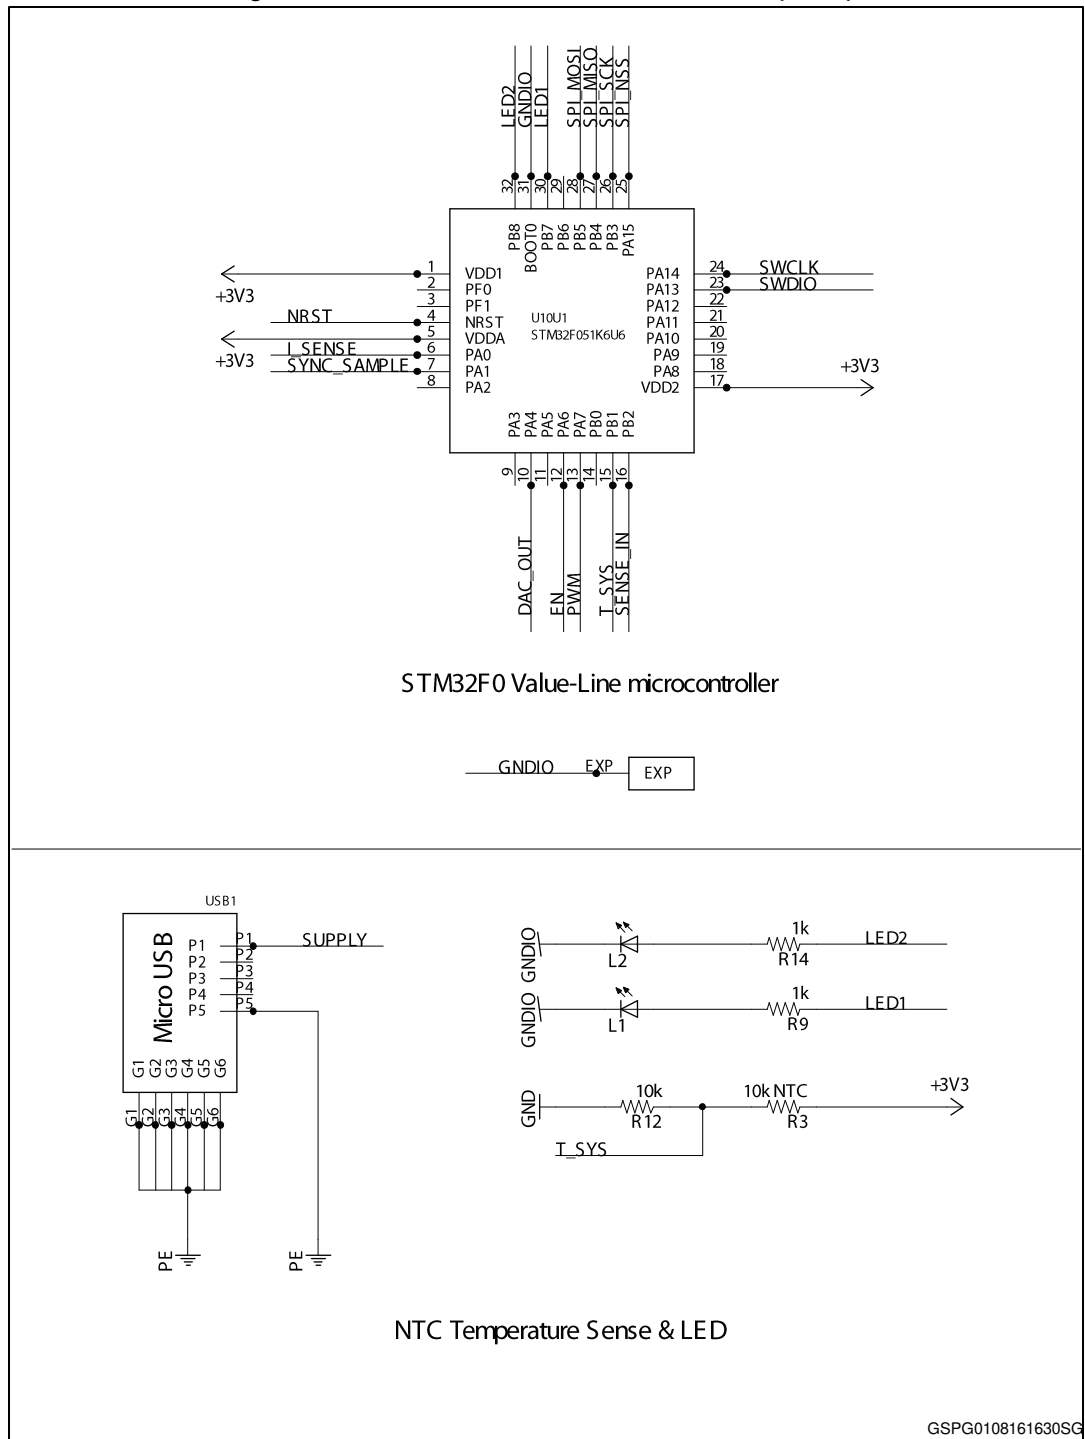 LED2
GNDIO
LED1
SPI_MOSI
SPI_MISO
SPI_SCK
SPI_NSS
32
31
30
29
28
27
26
25
PB8
BOOT0
PB7
PB6
PB5
PB4
PB3
PA15
1 VDD1
2 PF0
3 PF1
NRST 4 NRST
5 VDDA
I_SENSE 6 PA0
SYNC_SAMPLE 7 PA1
8 PA2
+3V3
+3V3
U10U1
STM32F051K6U6
PA14 24 SWCLK
PA13 23 SWDIO
PA12 22
PA11 21
PA10 20
PA9 19
PA8 18
VDD2 17
+3V3
PA3
PA4
PA5
PA6
PA7
PB0
PB1
PB2
9
10
11
12
13
14
15
16
DAC_OUT
EN
PWM
T_SYS
SENSE_IN
STM32F0 Value-Line microcontroller
GNDIO EXP EXP
USB1
Micro USB
P1 P1 SUPPLY
P2 P2
P3 P3
P4 P4
P5 P5
G1
G2
G3
G4
G5
G6
G1
G2
G3
G4
G5
G6
PE
PE
GNDIO L2 1k R14 LED2
GNDIO L1 1k R9 LED1
GND 10k R12 10k NTC R3 +3V3
T_SYS
NTC Temperature Sense & LED
GSPG0108161630SG